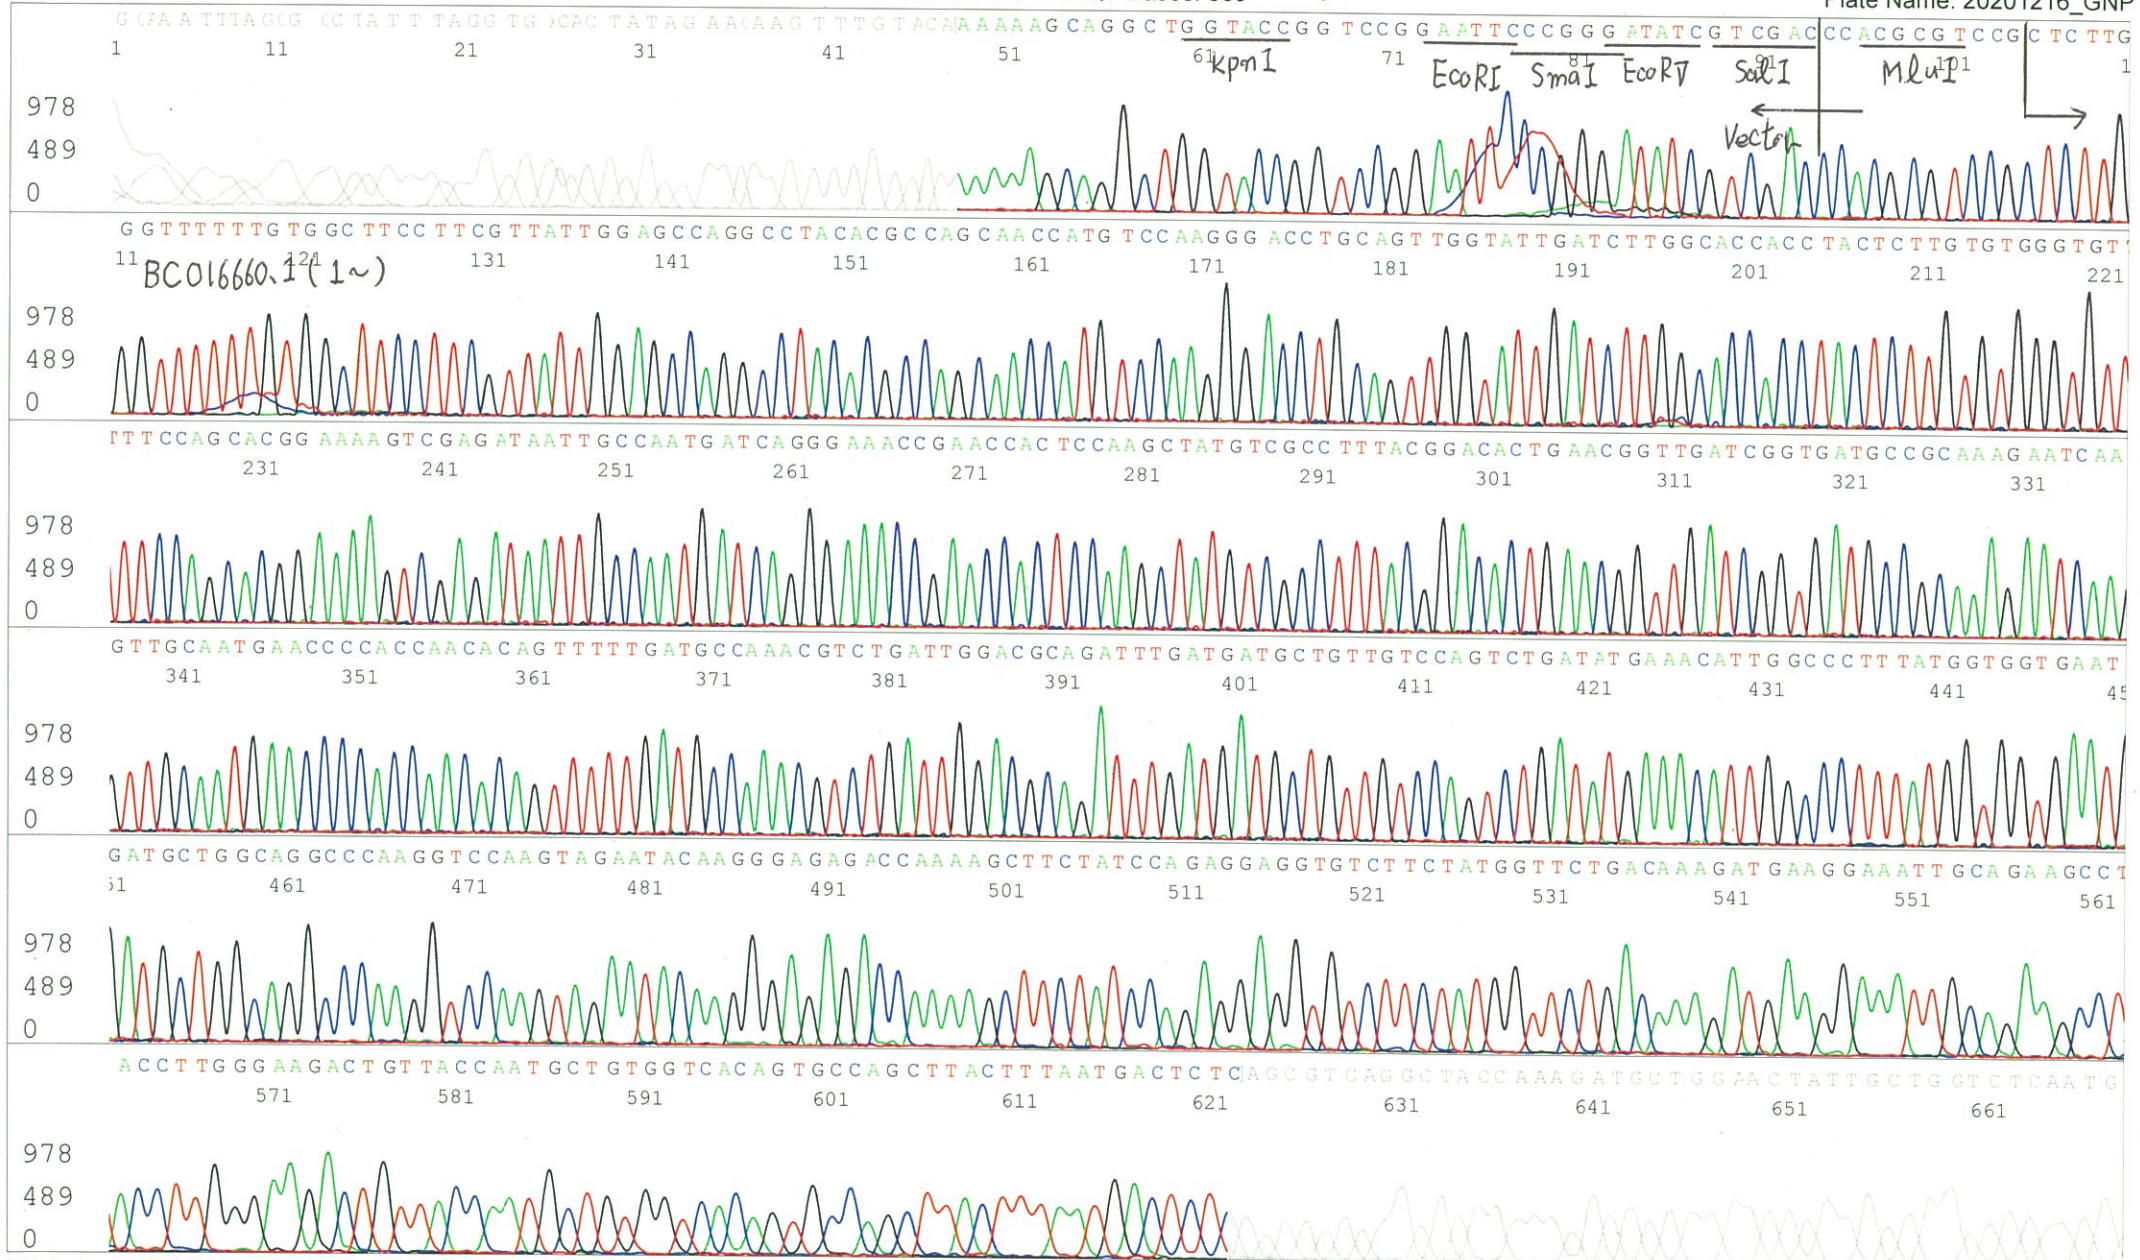 Plate Name: 20201216_GNP
AAAAAGCAGGCTGGTACCGGTCCGGAATTCCCGGGATATCGTCGACCCACGCGTCCGCTCTTG
1 11 21 31 41 51 61 71 81 91 101
KpnI EcoRI SmaI EcoRV SalI MluI
Vector
978
489
0
GGTTTTTTGTGGCTTCCTTCGTTATTGGAGCCAGGCCTACACGCCAGCAACCATGTCCAAGGGACCTGCAGTTGGTATTGATCTTGGCACCACCTACTCTTGTGTGGGTGT
11 121 131 141 151 161 171 181 191 201 211 221
BC016660.1 (1~)
978
489
0
TTTCCAGCACGGAAAAGTCGAGATAATTGCCAATGATCAGGGAAACCGAACCACTCCAAGCTATGTCGCCTTTACGGACACTGAACGGTTGATCGGTGATGCCGCAAAGAATCAA
231 241 251 261 271 281 291 301 311 321 331
978
489
0
GTTGCAATGAACCCCACCAACACAGTTTTTGATGCCAAACGTCTGATTGGACGCAGATTTGATGATGCTGTTGTCCAGTCTGATATGAAACATTGGCCCTTTATGGTGGTGAAT
341 351 361 371 381 391 401 411 421 431 441 45
978
489
0
GATGCTGGCAGGCCCAAGGTCCAAGTAGAATACAAGGGAGAGACCAAAAGCTTCTATCCAGAGGAGGTGTCTTCTATGGTTCTGACAAAGATGAAGGAAATTGCAGAAGCCT
51 461 471 481 491 501 511 521 531 541 551 561
978
489
0
ACCTTGGGAAGACTGTTACCAATGCTGTGGTCACAGTGCCAGCTTACTTTAATGACTCTCAGCGTCAGGCTACCAAAGATGCTGGAACTATTGCTGGTCTCAATG
571 581 591 601 611 621 631 641 651 661
978
489
0